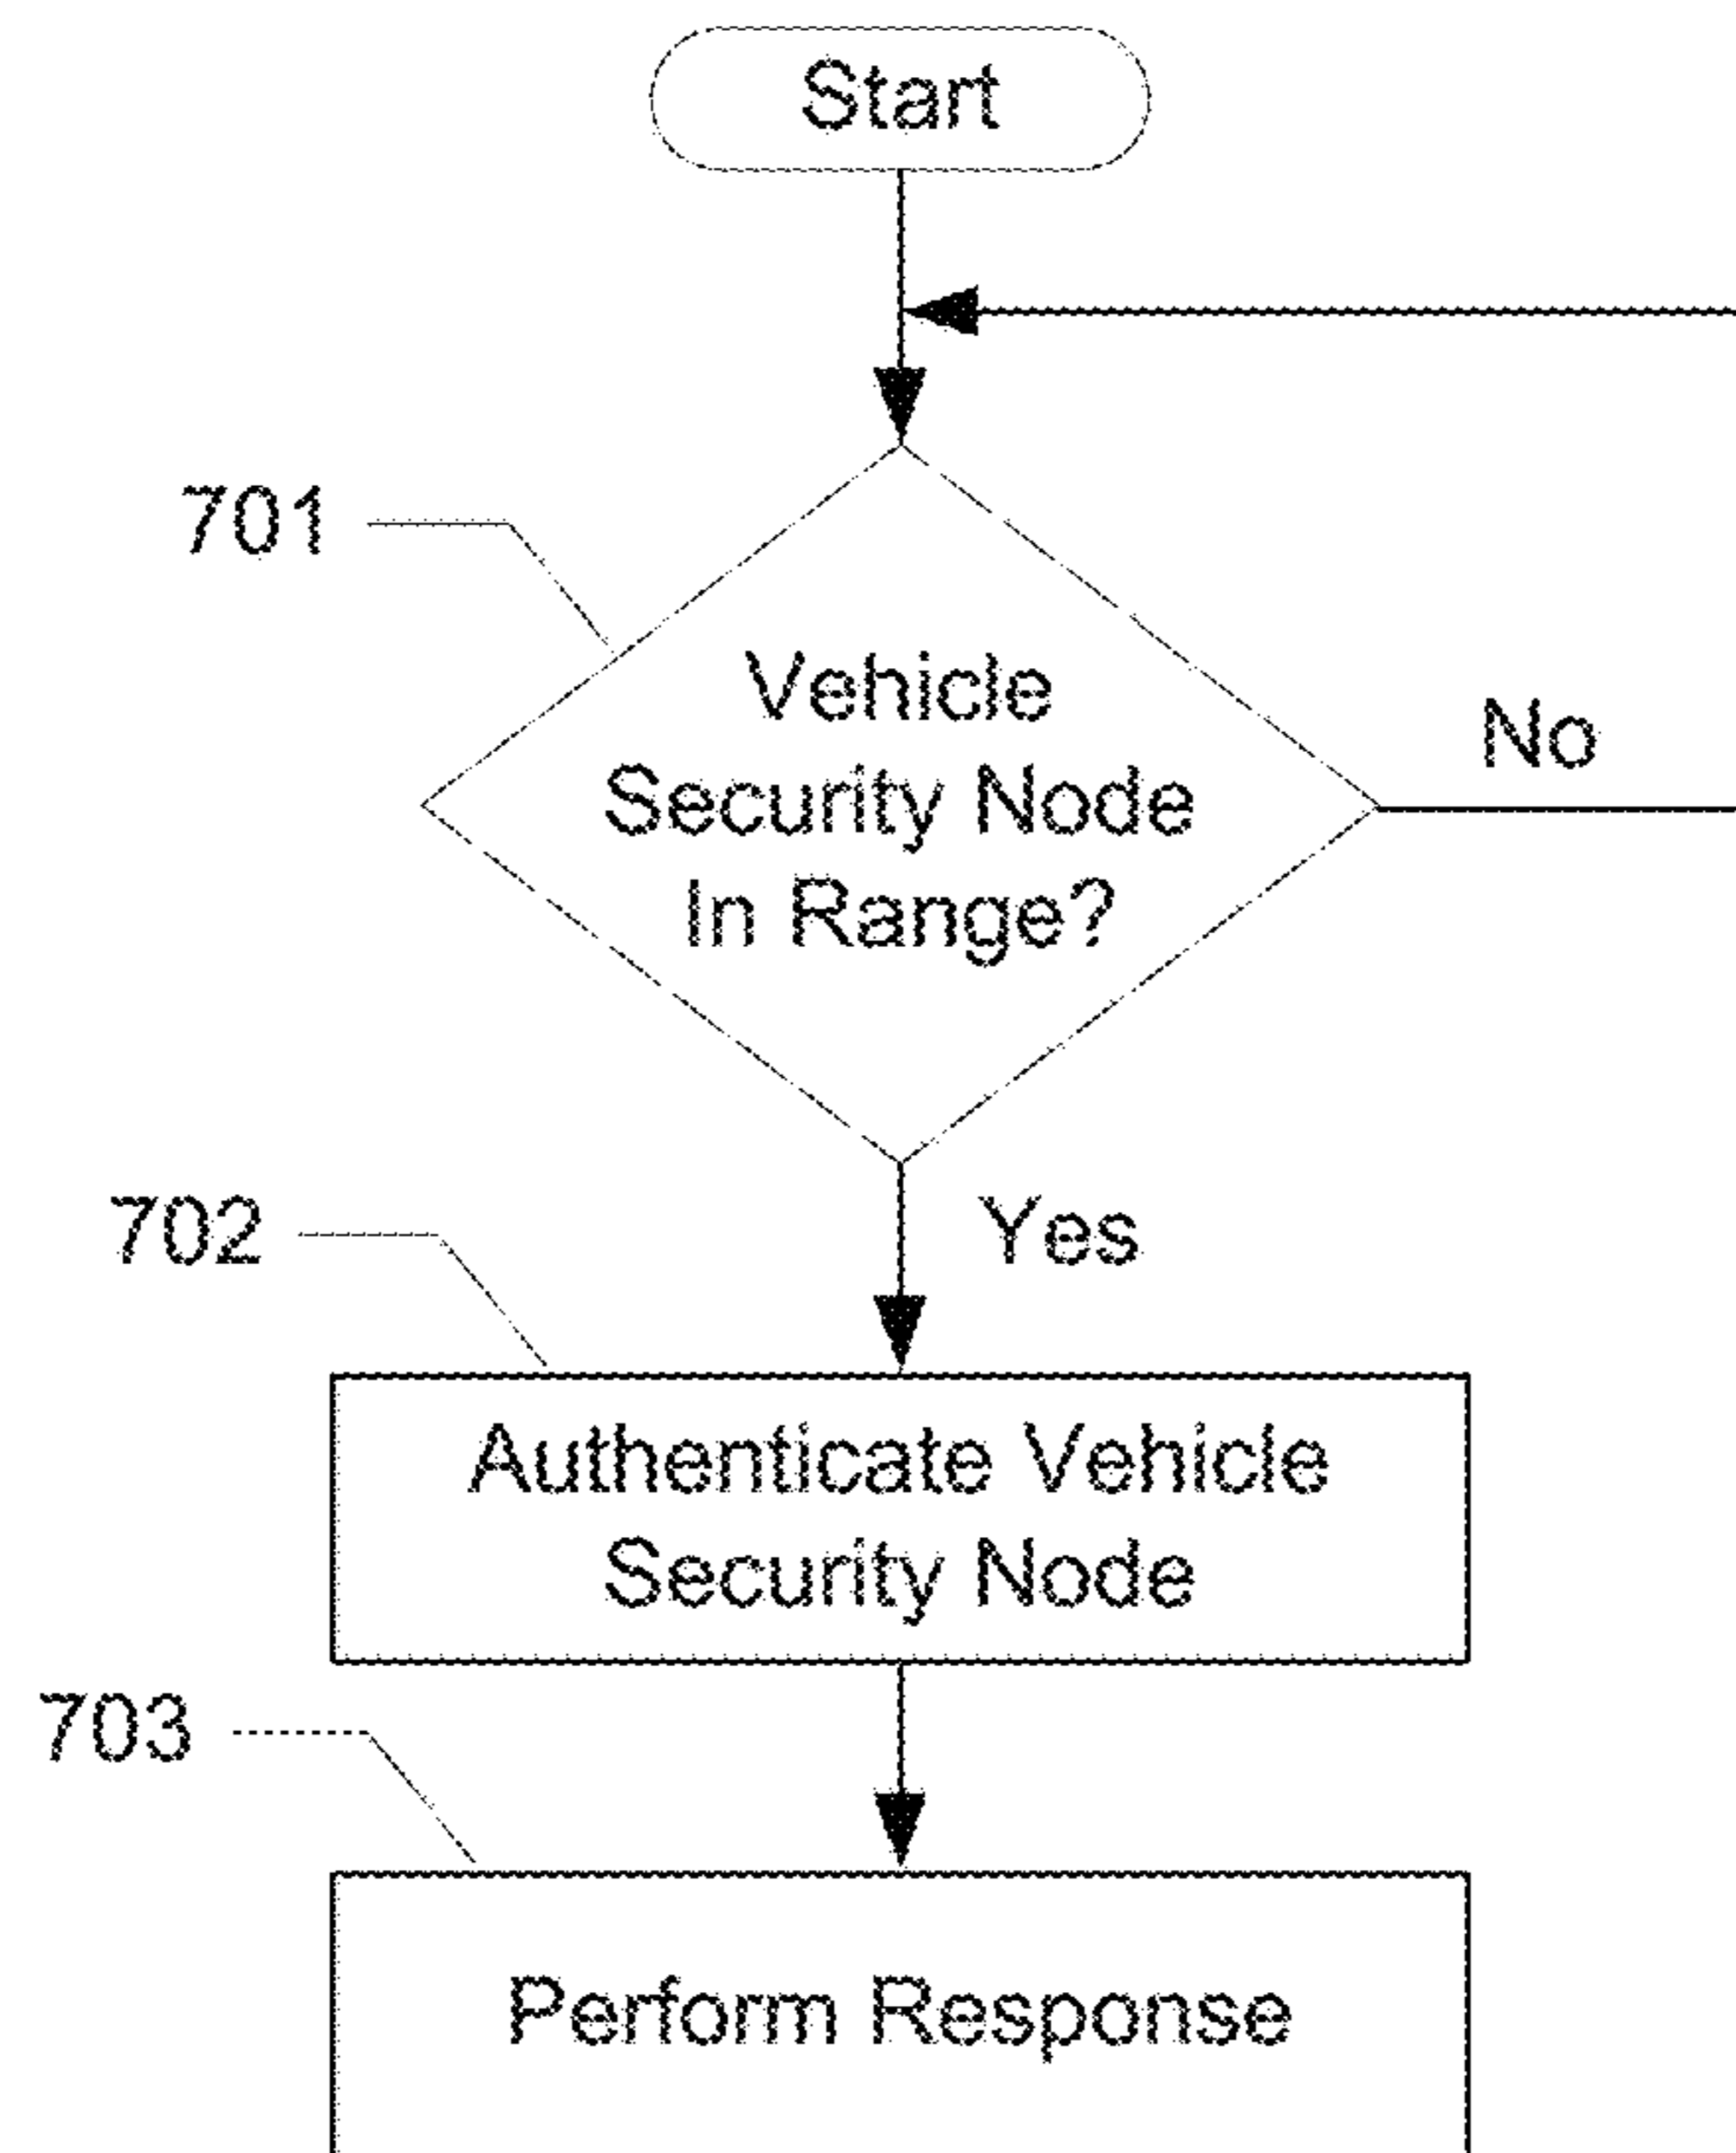 Start
701
Vehicle
Security Node
In Range?
No
702
Yes
Authenticate Vehicle
Security Node
703
Perform Response